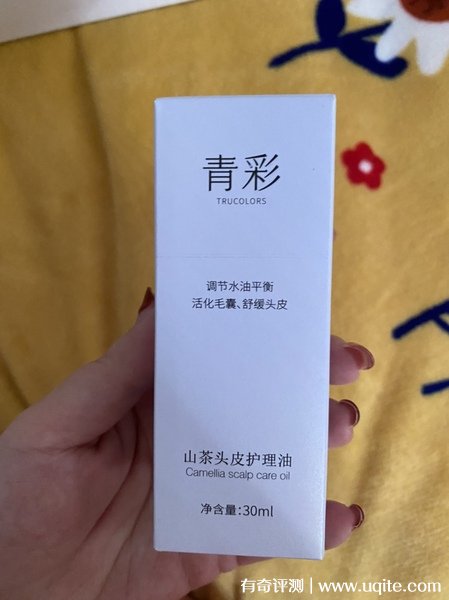 青彩
TRUCOLORS
调节水油平衡
活化毛囊、舒缓头皮
山茶头皮护理油
Camellia scalp care oil
净含量:30ml
有奇评测 | www.uqite.com